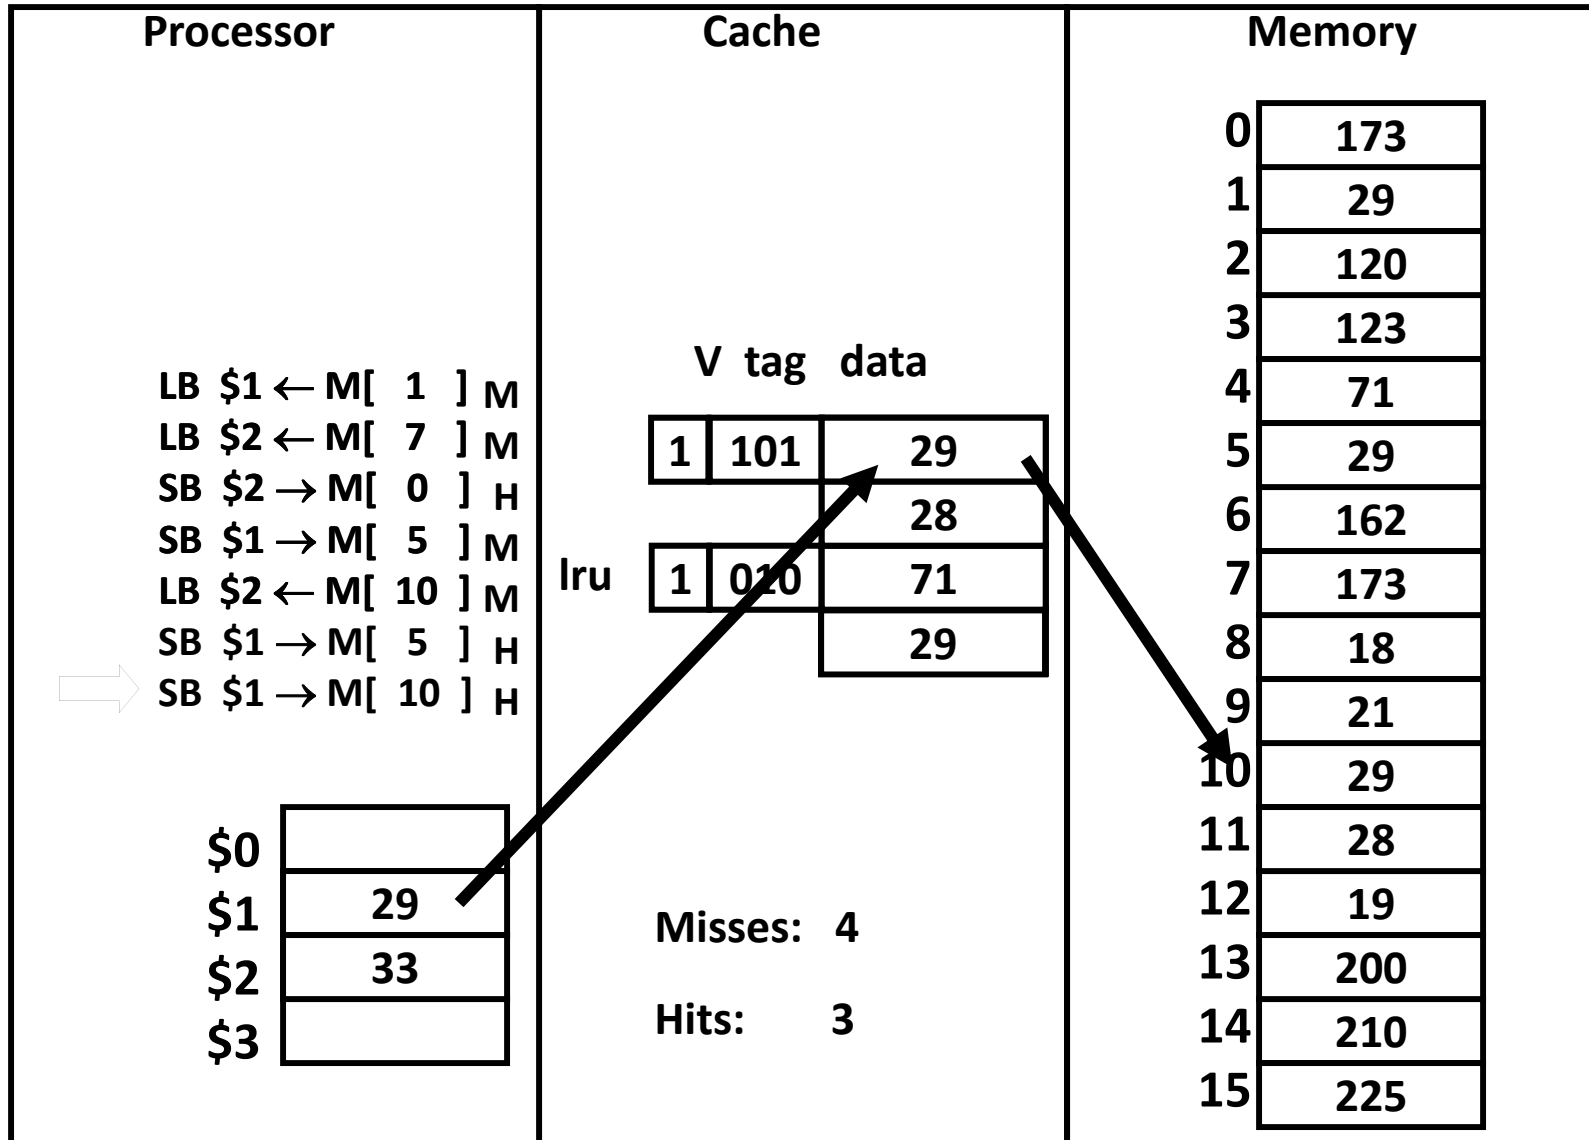 Processor
LB $1 ← M[ 1 ] M
LB $2 ← M[ 7 ] M
SB $2 → M[ 0 ] H
SB $1 → M[ 5 ] M
LB $2 ← M[ 10 ] M
SB $1 → M[ 5 ] H
SB $1 → M[ 10 ] H
$0
$1 29
$2 33
$3
Cache
V tag data
1 101 29
28
lru 1 010 71
29
Misses: 4
Hits: 3
Memory
0 173
1 29
2 120
3 123
4 71
5 29
6 162
7 173
8 18
9 21
10 29
11 28
12 19
13 200
14 210
15 225